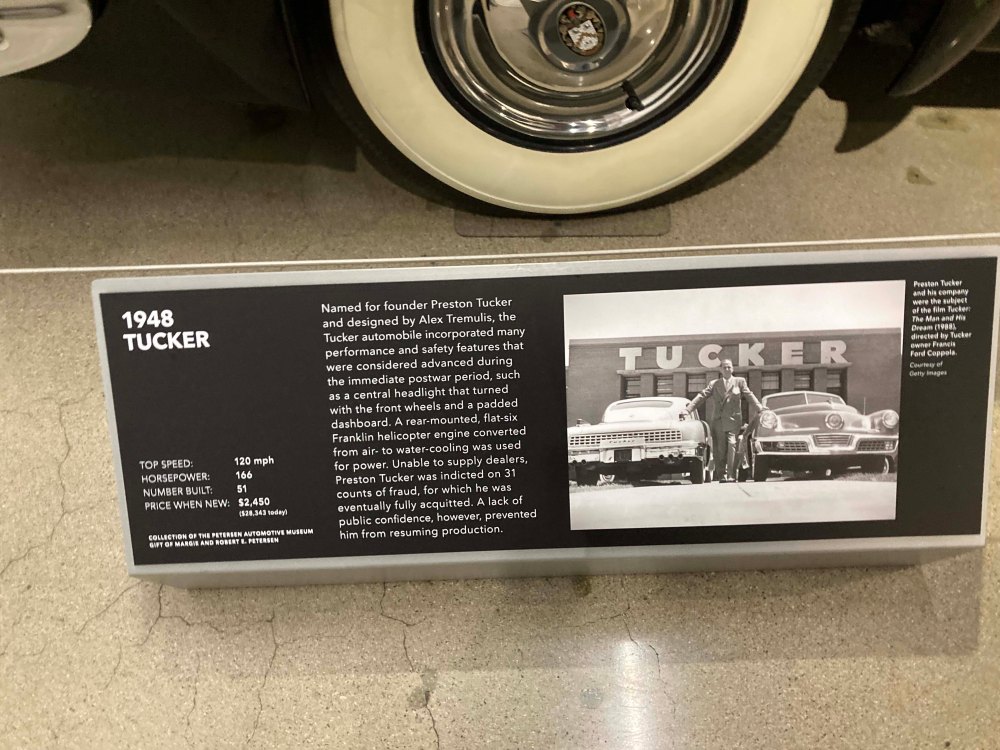 1948
TUCKER
TOP SPEED: 120 mph
HORSEPOWER: 166
NUMBER BUILT: 51
PRICE WHEN NEW: $2,450
($28,343 today)
COLLECTION OF THE PETERSEN AUTOMOTIVE MUSEUM
GIFT OF MARGIE AND ROBERT E. PETERSEN
Named for founder Preston Tucker
and designed by Alex Tremulis, the
Tucker automobile incorporated many
performance and safety features that
were considered advanced during
the immediate postwar period, such
as a central headlight that turned
with the front wheels and a padded
dashboard. A rear-mounted, flat-six
Franklin helicopter engine converted
from air- to water-cooling was used
for power. Unable to supply dealers,
Preston Tucker was indicted on 31
counts of fraud, for which he was
eventually fully acquitted. A lack of
public confidence, however, prevented
him from resuming production.
TUCKER
Preston Tucker
and his company
were the subject
of the film Tucker:
The Man and His
Dream (1988),
directed by Tucker
owner Francis
Ford Coppola.
Courtesy of
Getty Images